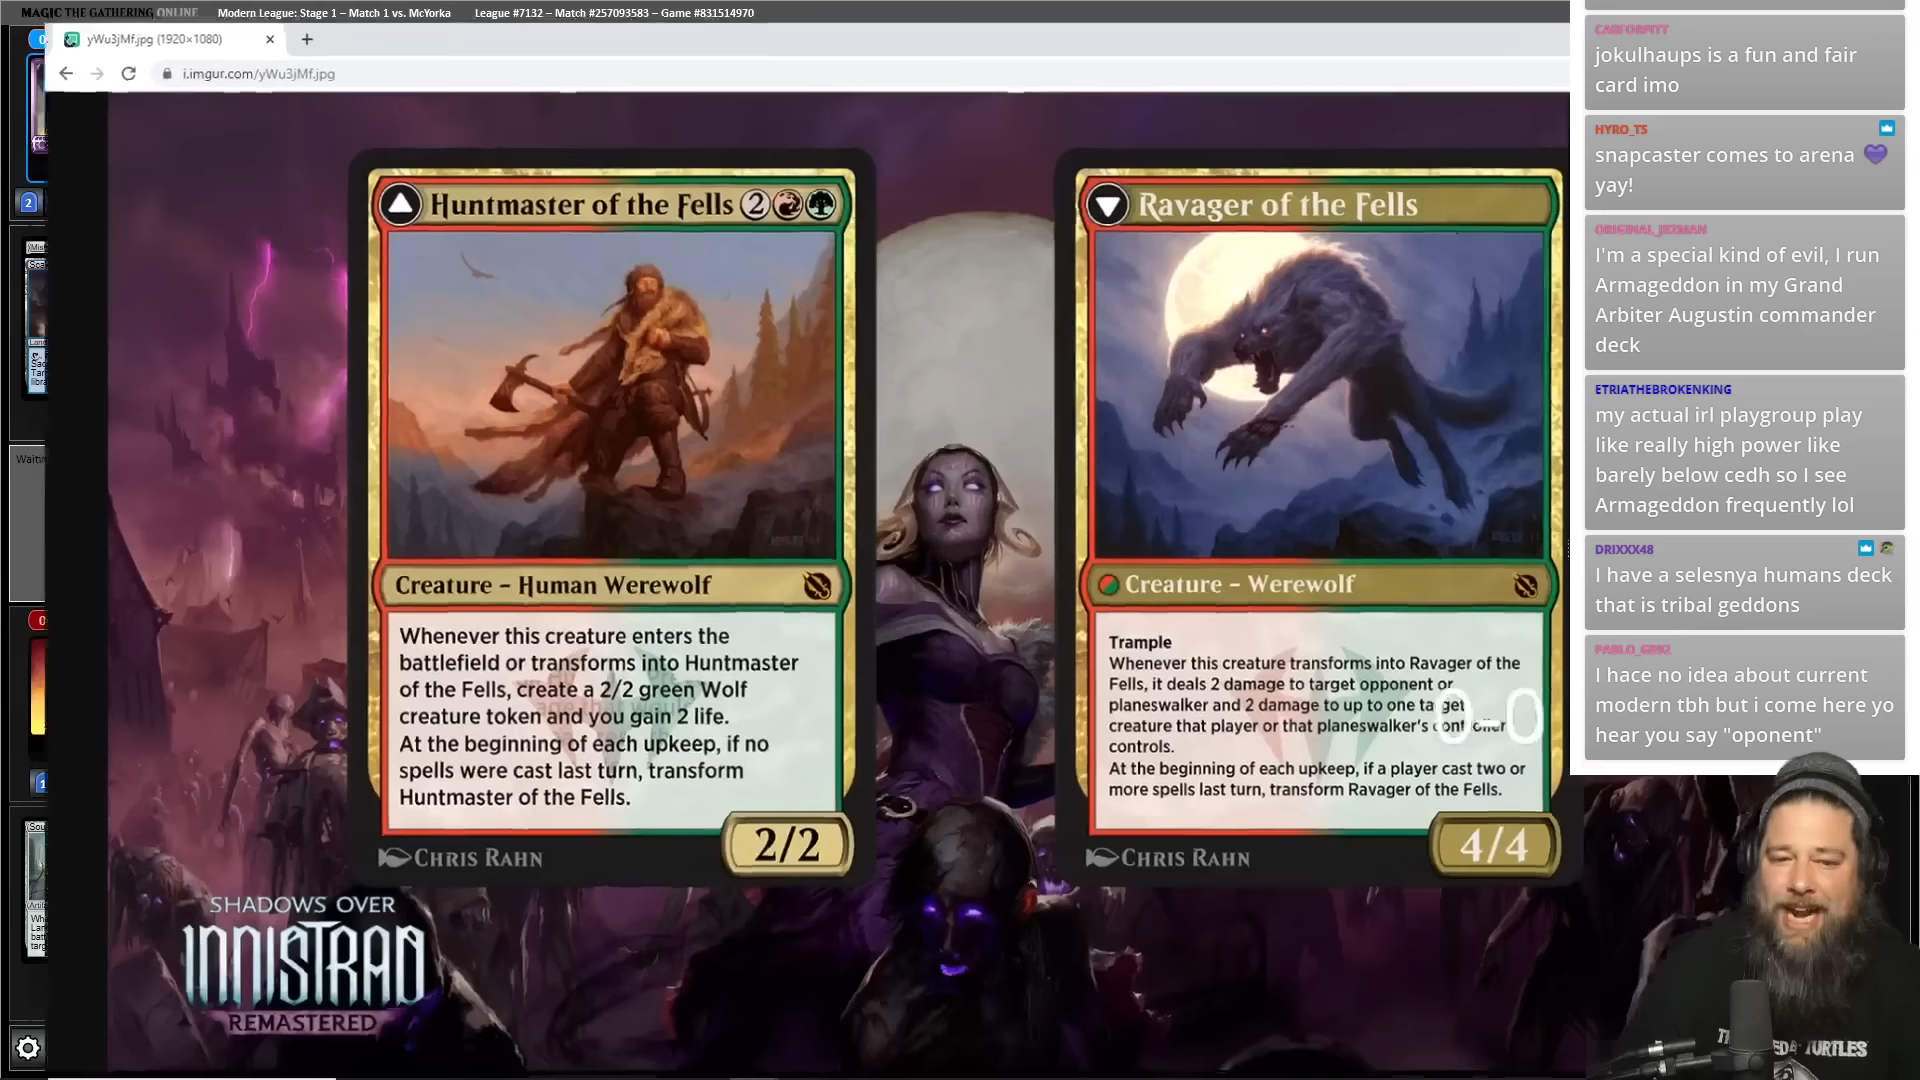 MAGIC THE GATHERING ONLINE Modern League: Stage 1 – Match 1 vs. McYorka League #7132 – Match #257093583 – Game #831514970
yWu3jMf.jpg (1920×1080)
i.imgur.com/yWu3jMf.jpg
2
Waitin
Huntmaster of the Fells 2
Creature – Human Werewolf
Whenever this creature enters the
battlefield or transforms into Huntmaster
of the Fells, create a 2/2 green Wolf
creature token and you gain 2 life.
At the beginning of each upkeep, if no
spells were cast last turn, transform
Huntmaster of the Fells.
2/2
CHRIS RAHN
Ravager of the Fells
Creature – Werewolf
Trample
Whenever this creature transforms into Ravager of the
Fells, it deals 2 damage to target opponent or
planeswalker and 2 damage to up to one target
creature that player or that planeswalker's controller
controls.
At the beginning of each upkeep, if a player cast two or
more spells last turn, transform Ravager of the Fells.
0-0
4/4
CHRIS RAHN
SHADOWS OVER
INNISTRAD
REMASTERED
jokulhaups is a fun and fair
card imo
HYRO_TS
snapcaster comes to arena
yay!
ORIGINAL_JRZMAN
I'm a special kind of evil, I run
Armageddon in my Grand
Arbiter Augustin commander
deck
ETRIATHEBROKENKING
my actual irl playgroup play
like really high power like
barely below cedh so I see
Armageddon frequently lol
DRIXXX48
I have a selesnya humans deck
that is tribal geddons
I hace no idea about current
modern tbh but i come here yo
hear you say "oponent"
TURTLES